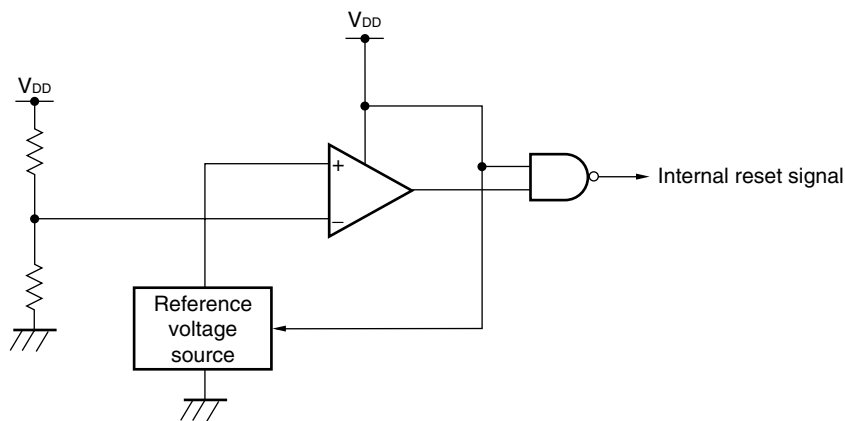 VDD
VDD
+
−
Internal reset signal
Reference
voltage
source